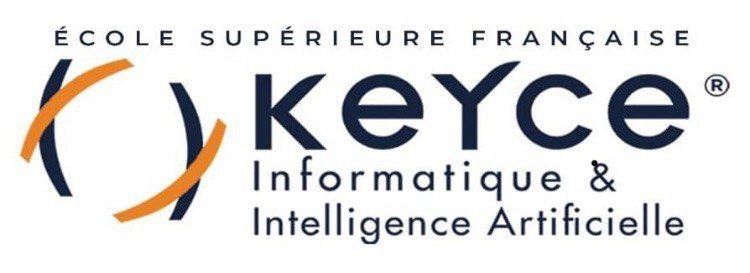 ÉCOLE SUPÉRIEURE FRANÇAISE
KEYCE®
Informatique &
Intelligence Artificielle